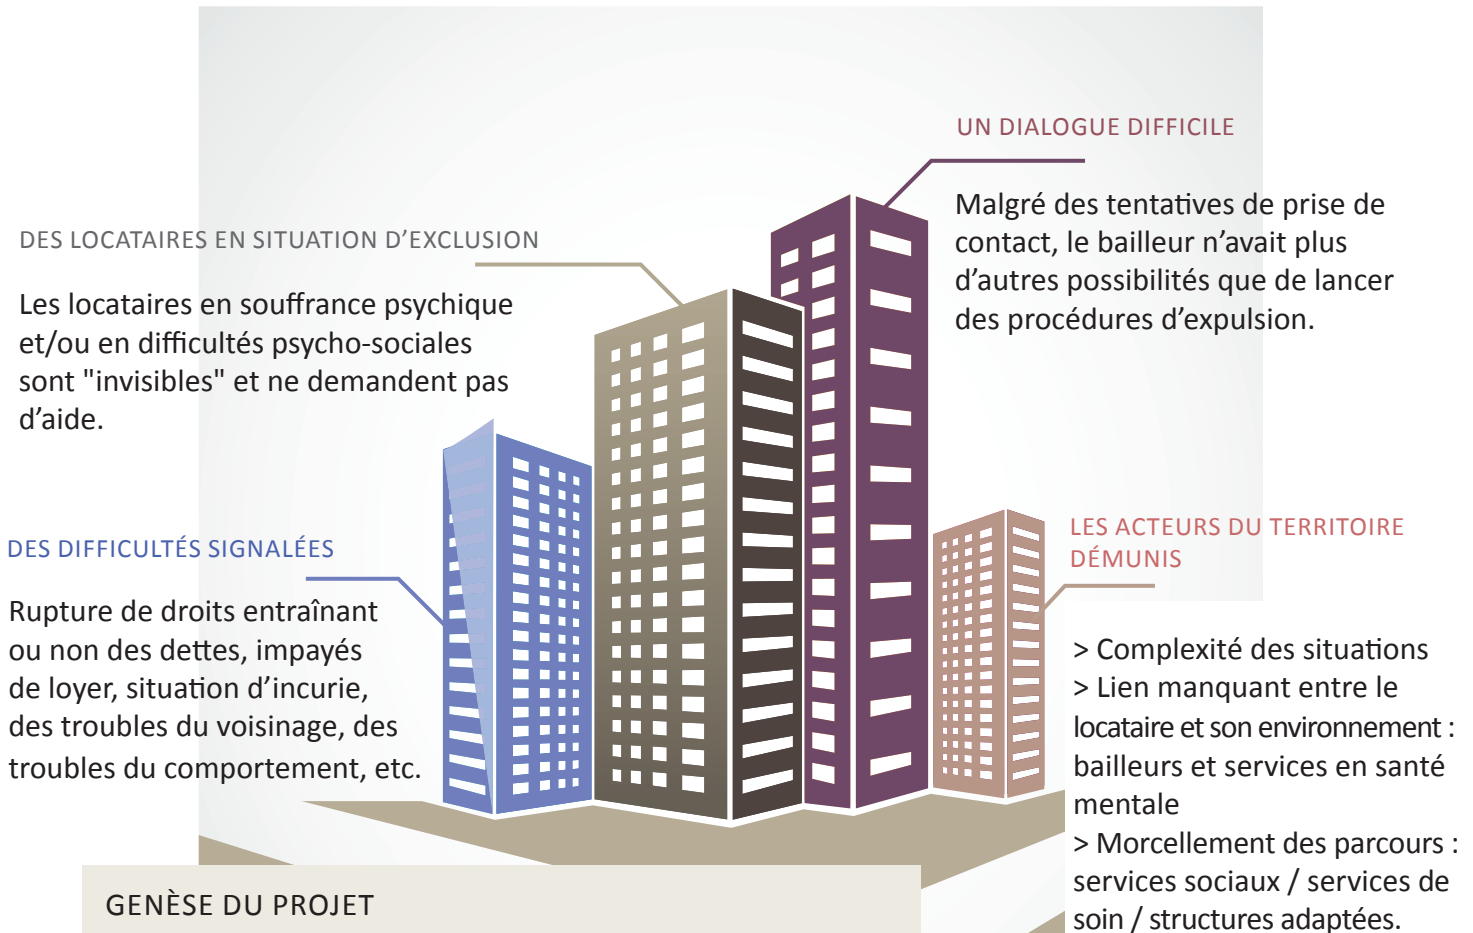 UN DIALOGUE DIFFICILE
Malgré des tentatives de prise de
contact, le bailleur n’avait plus
d’autres possibilités que de lancer
des procédures d’expulsion.
DES LOCATAIRES EN SITUATION D’EXCLUSION
Les locataires en souffrance psychique
et/ou en difficultés psycho-sociales
sont "invisibles" et ne demandent pas
d’aide.
DES DIFFICULTÉS SIGNALÉES
Rupture de droits entraînant
ou non des dettes, impayés
de loyer, situation d’incurie,
des troubles du voisinage, des
troubles du comportement, etc.
LES ACTEURS DU TERRITOIRE
DÉMUNIS
> Complexité des situations
> Lien manquant entre le
locataire et son environnement :
bailleurs et services en santé
mentale
> Morcellement des parcours :
services sociaux / services de
soin / structures adaptées.
GENÈSE DU PROJET